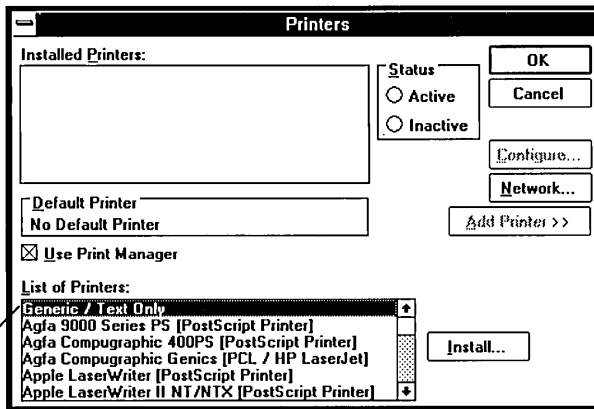 Printers
Installed Printers:
Status
Active
Inactive
OK
Cancel
Configure...
Network...
Add Printer >>
Default Printer
No Default Printer
Use Print Manager
List of Printers:
Generic / Text Only
Agfa 9000 Series PS [PostScript Printer]
Agfa Compugraphic 400PS [PostScript Printer]
Agfa Compugraphic Genics [PCL / HP LaserJet]
Apple LaserWriter [PostScript Printer]
Apple LaserWriter II NT/NTX [PostScript Printer]
Install...